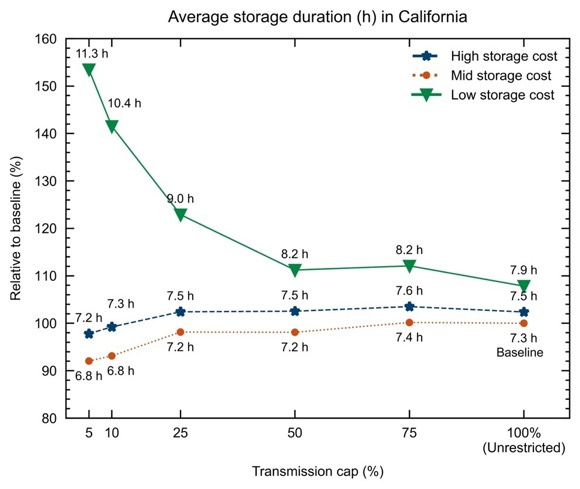 Average storage duration (h) in California
160
150
140
130
120
110
100
90
80
Relative to baseline (%)
High storage cost
Mid storage cost
Low storage cost
11.3 h
10.4 h
9.0 h
8.2 h
8.2 h
7.9 h
7.2 h
7.3 h
7.5 h
7.5 h
7.6 h
7.5 h
6.8 h
6.8 h
7.2 h
7.2 h
7.4 h
7.3 h
Baseline
5 10 25 50 75 100%
(Unrestricted)
Transmission cap (%)